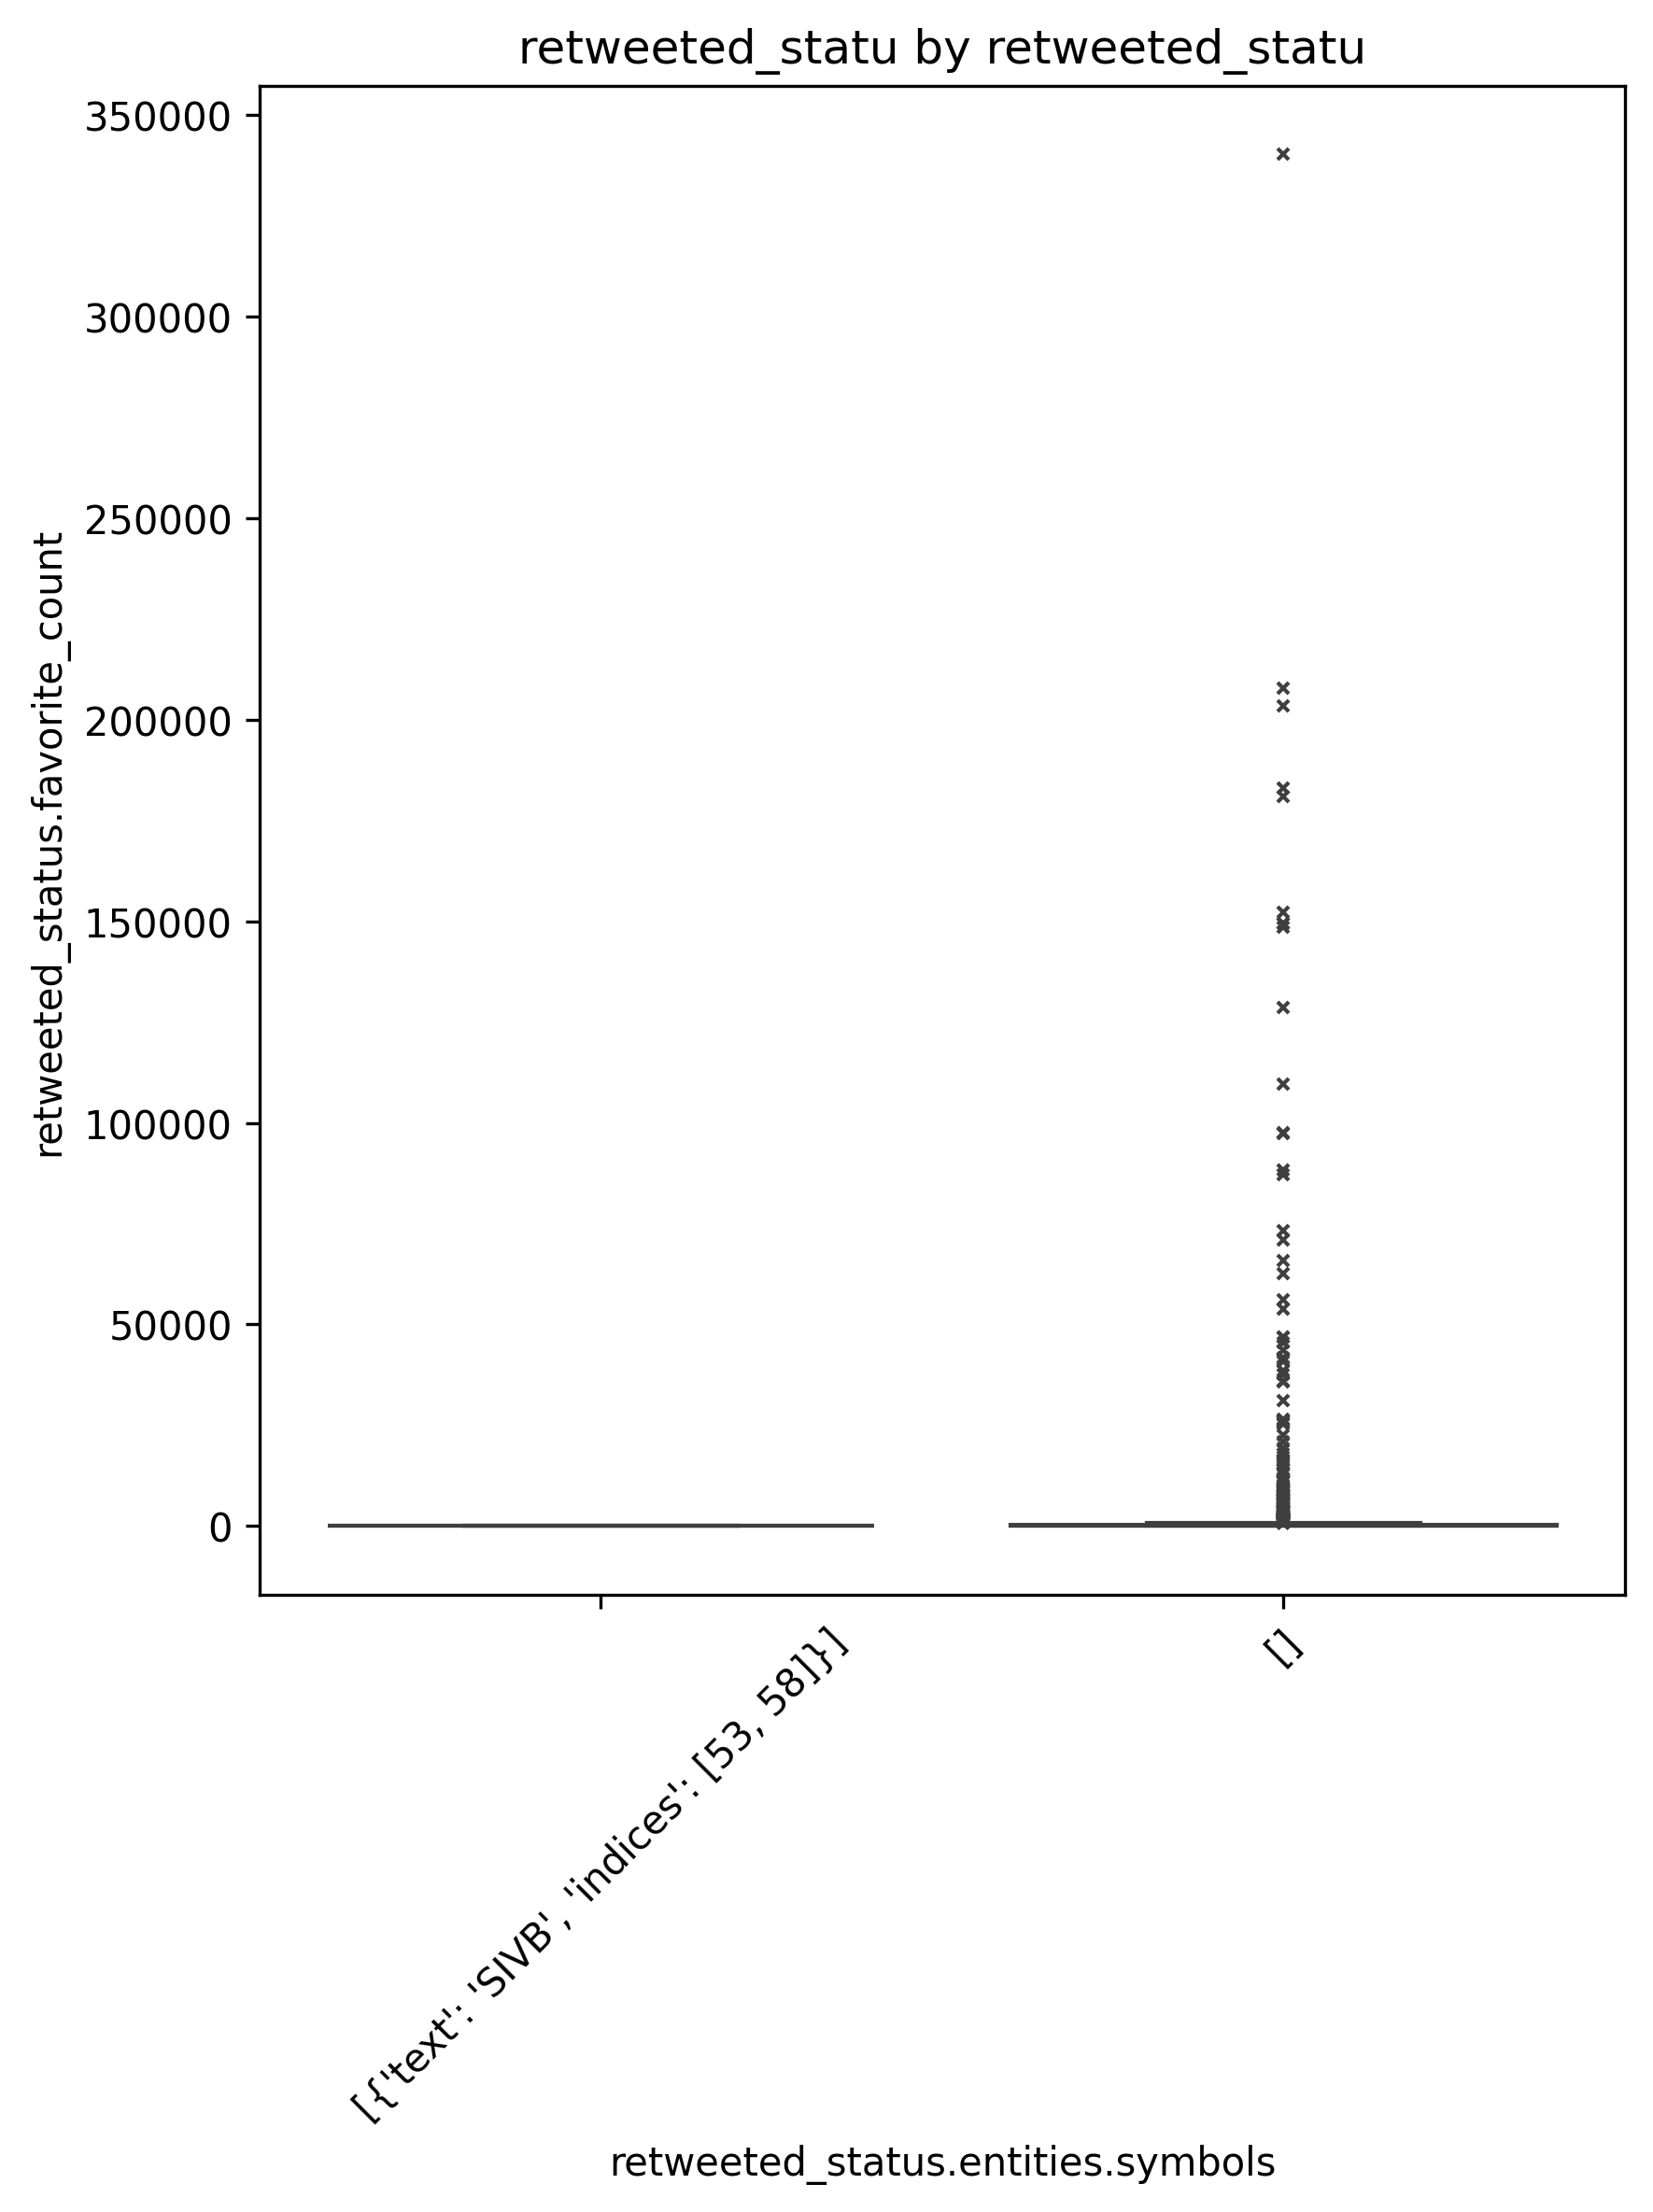 retweeted_statu by retweeted_statu
350000
300000
250000
200000
150000
100000
50000
0
retweeted_status.favorite_count
[{'text': 'SIVB', 'indices': [53, 58]}]
[]
retweeted_status.entities.symbols